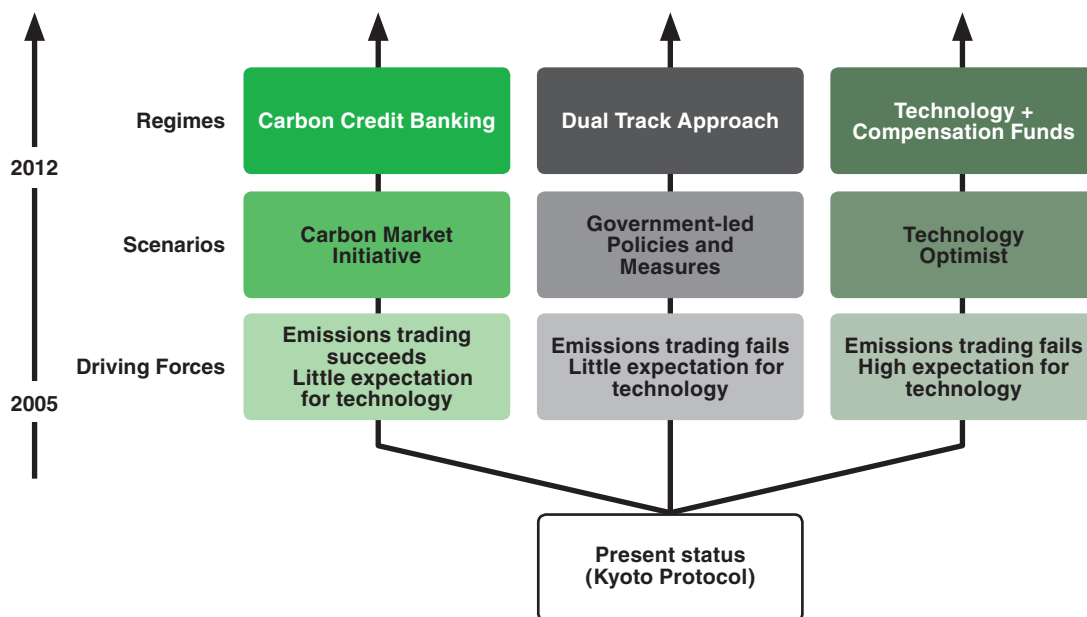 Regimes
Carbon Credit Banking
Dual Track Approach
Technology +
Compensation Funds
2012
Scenarios
Carbon Market
Initiative
Government-led
Policies and
Measures
Technology
Optimist
Driving Forces
Emissions trading
succeeds
Little expectation
for technology
Emissions trading fails
Little expectation for
technology
Emissions trading fails
High expectation for
technology
2005
Present status
(Kyoto Protocol)